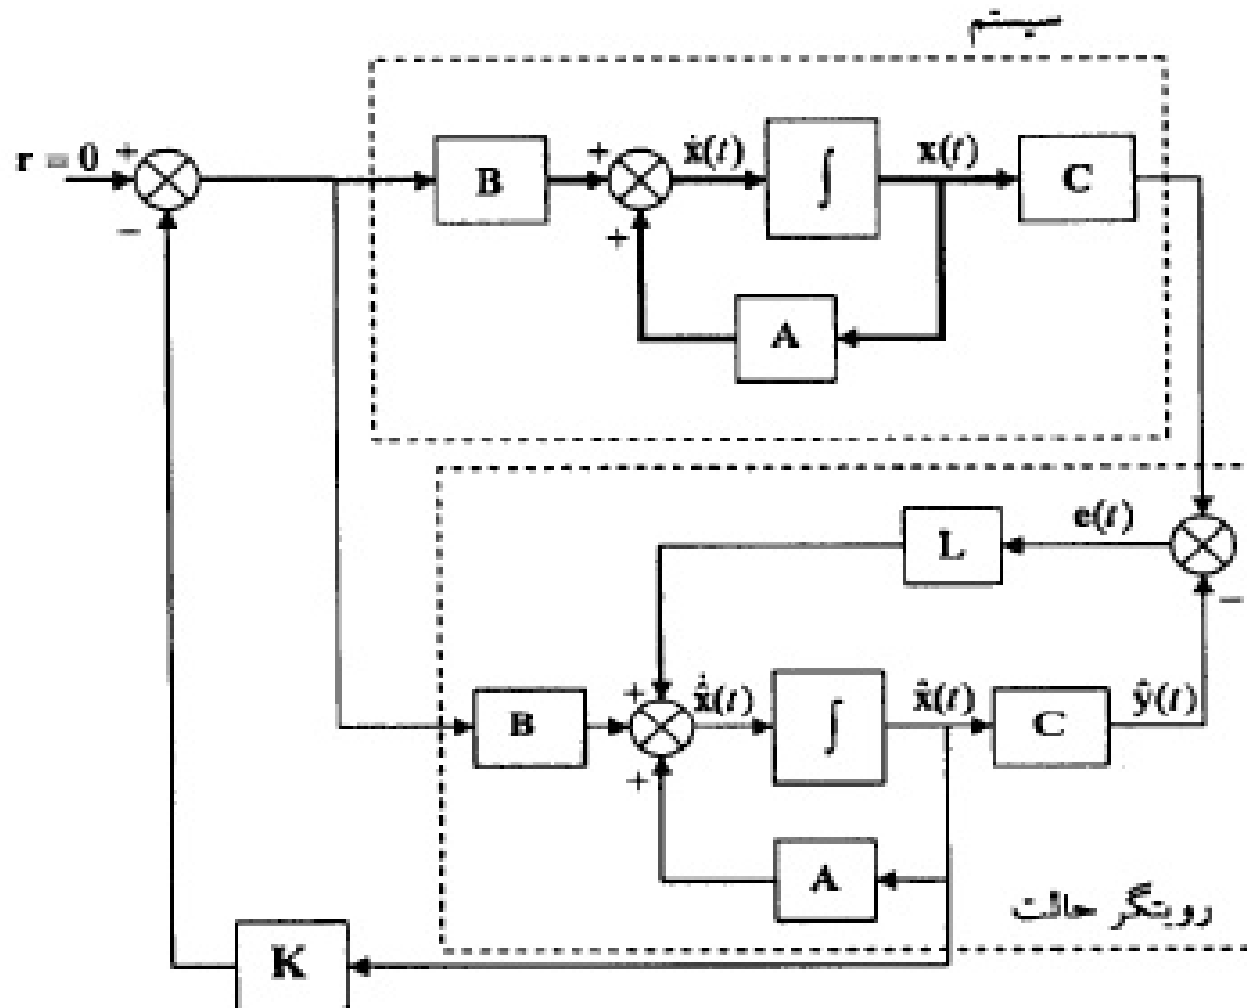 سیستم
r = 0
+
−
B
+
+
ẋ(t)
∫
x(t)
C
A
e(t)
L
−
B
+
+
x̂̇(t)
∫
x̂(t)
C
ŷ(t)
A
K
رویتگر حالت